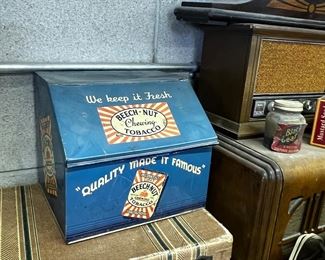 We keep it Fresh
BEECH-NUT
Chewing
TOBACCO
"QUALITY MADE IT FAMOUS"
BEECH-NUT
TOBACCO